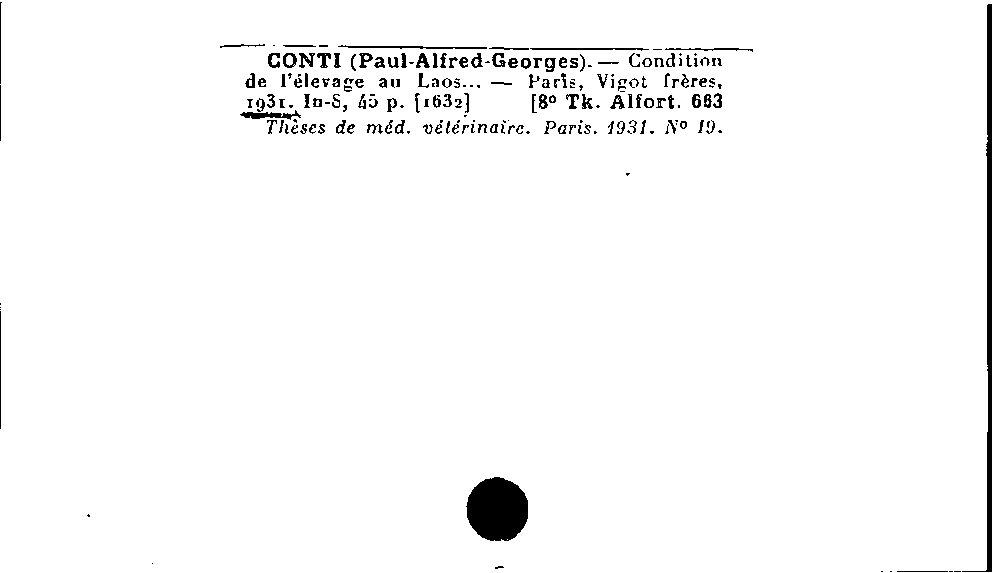 CONTI (Paul-Alfred-Georges). — Condition
de l'élevage au Laos... — Paris, Vigot frères,
1931. In-8, 45 p. [1632] [8° Tk. Alfort. 663
Thèses de méd. vétérinaire. Paris. 1931. N° 19.